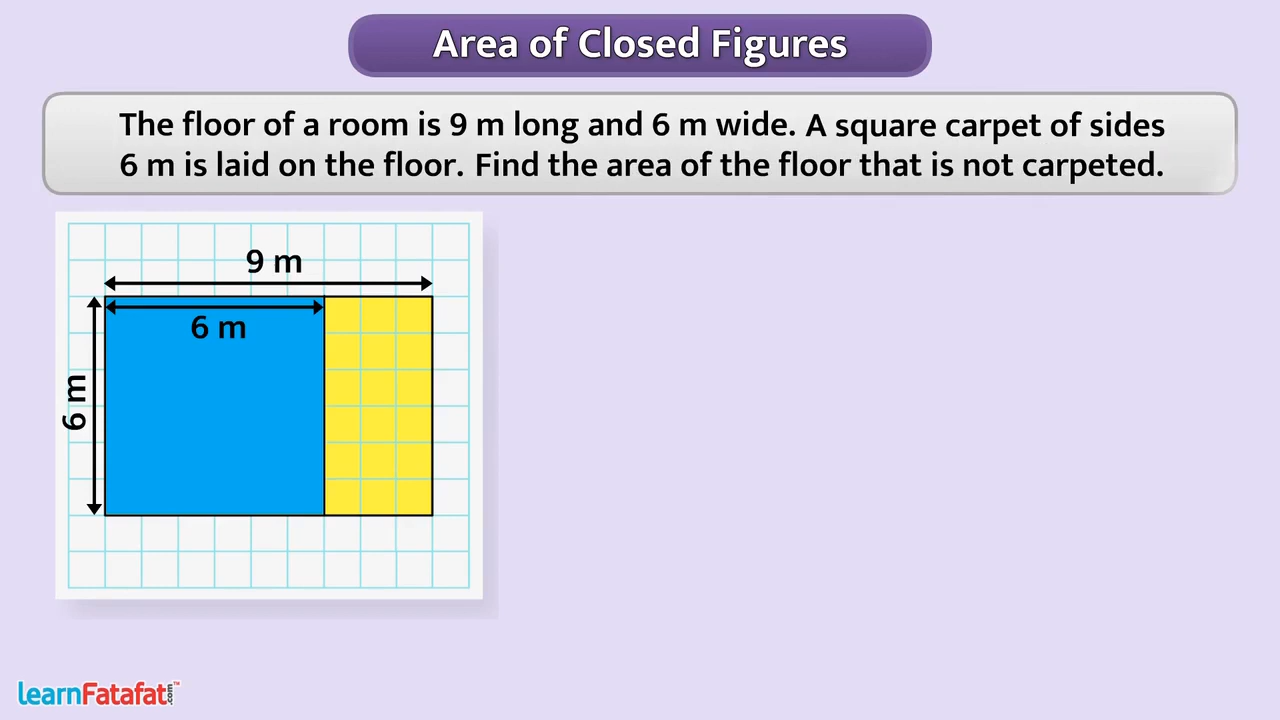 Area of Closed Figures
The floor of a room is 9 m long and 6 m wide. A square carpet of sides
6 m is laid on the floor. Find the area of the floor that is not carpeted.
9 m
6 m
6 m
learnFatafat.com™